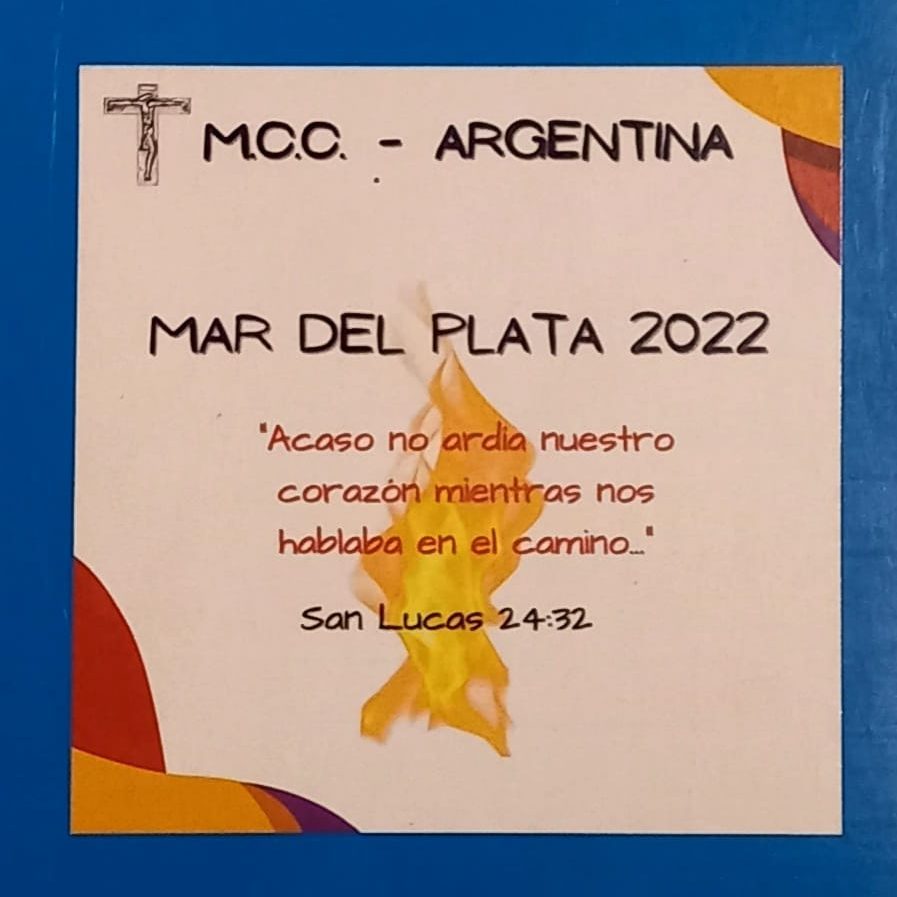 M.C.C. - ARGENTINA
MAR DEL PLATA 2022
"Acaso no ardia nuestro
corazón mientras nos
hablaba en el camino..."
San Lucas 24:32